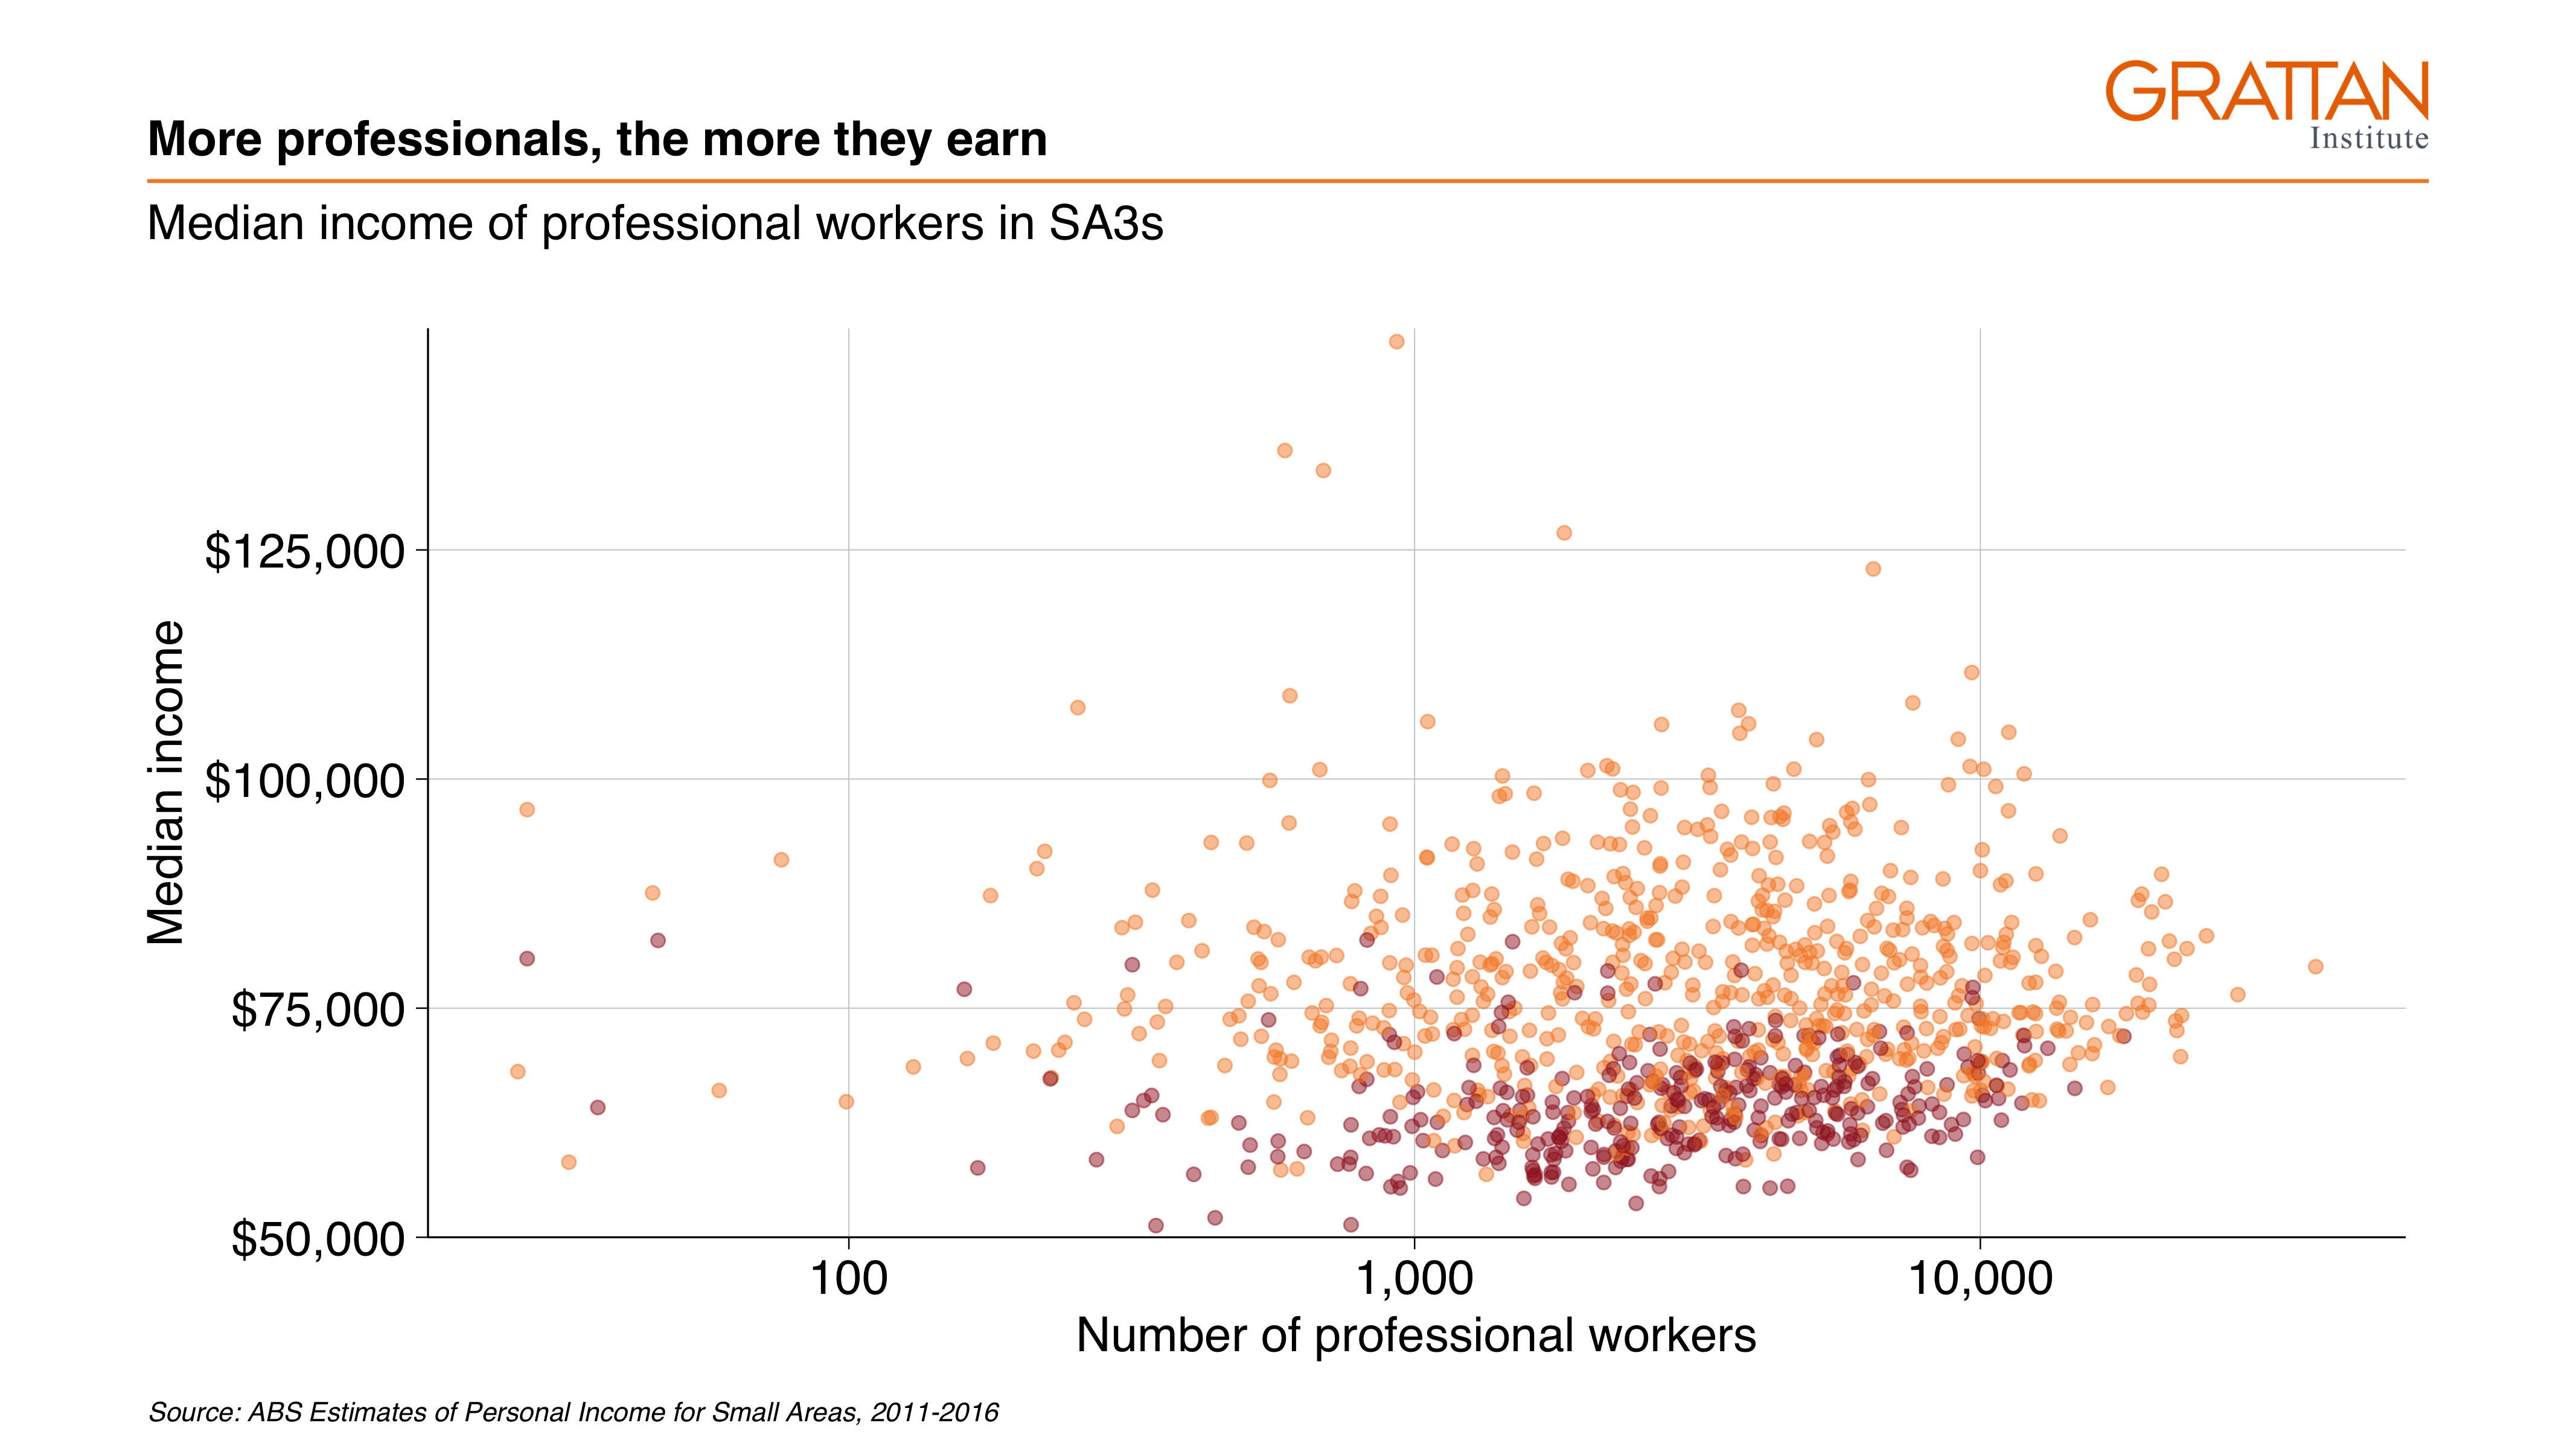 GRATTAN
Institute
More professionals, the more they earn
Median income of professional workers in SA3s
Median income
$125,000
$100,000
$75,000
$50,000
100
1,000
10,000
Number of professional workers
Source: ABS Estimates of Personal Income for Small Areas, 2011-2016